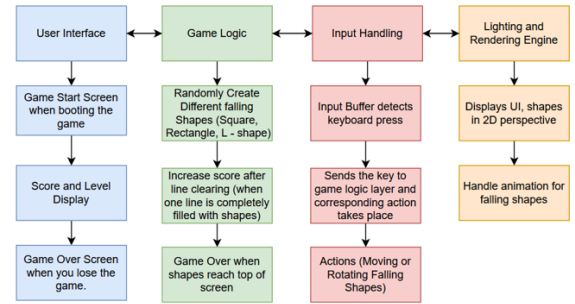 User Interface
Game Logic
Input Handling
Lighting and
Rendering Engine
Game Start Screen
when booting the
game
Randomly Create
Different falling
Shapes (Square,
Rectangle, L - shape)
Input Buffer detects
keyboard press
Displays UI, shapes
in 2D perspective
Score and Level
Display
Increase score after
line clearing (when
one line is completely
filled with shapes)
Sends the key to
game logic layer and
corresponding action
takes place
Handle animation for
falling shapes
Game Over Screen
when you lose the
game.
Game Over when
shapes reach top of
screen
Actions (Moving or
Rotating Falling
Shapes)